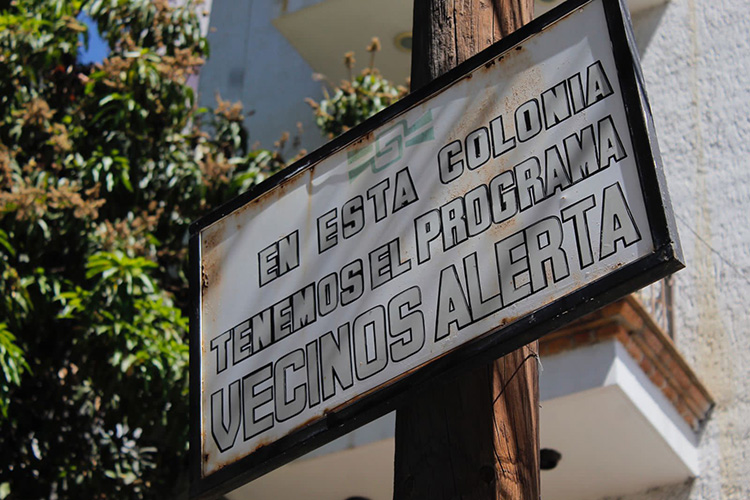 EN ESTA COLONIA
TENEMOS EL PROGRAMA
VECINOS ALERTA